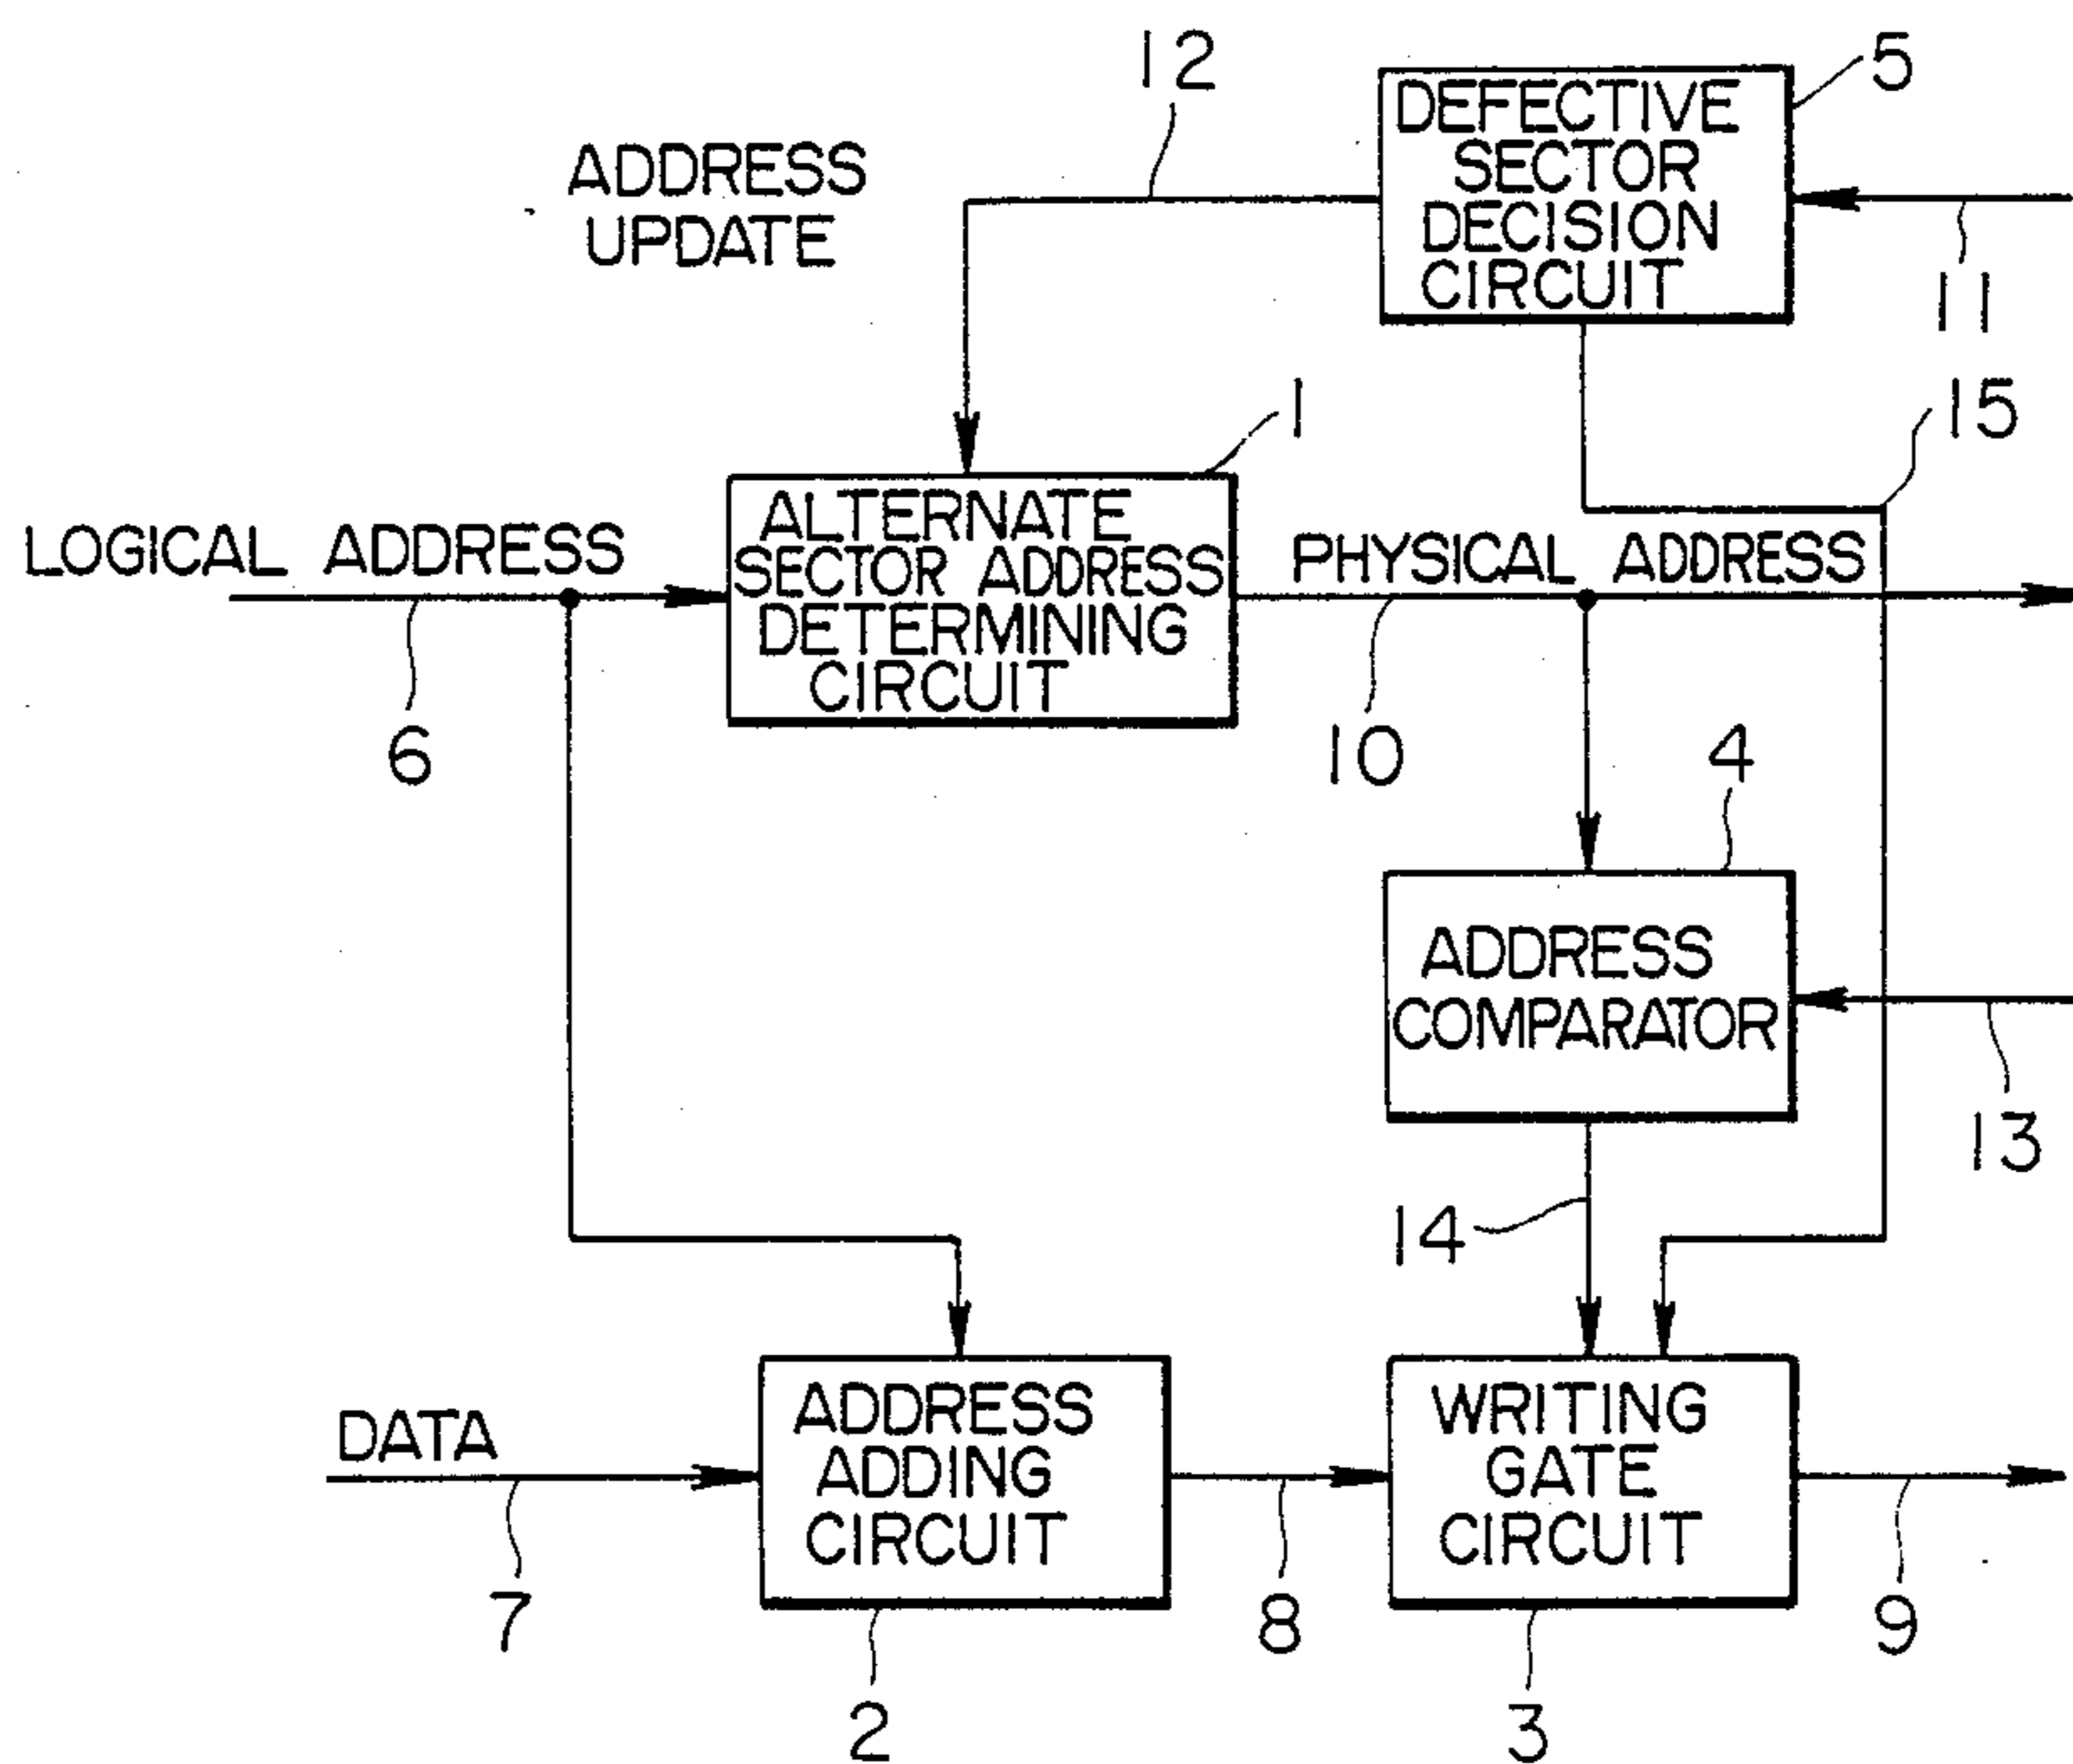 12
5
DEFECTIVE
SECTOR
DECISION
CIRCUIT
ADDRESS
UPDATE
11
1
15
ALTERNATE
SECTOR ADDRESS
DETERMINING
CIRCUIT
LOGICAL ADDRESS
PHYSICAL ADDRESS
6
10
4
ADDRESS
COMPARATOR
13
14
DATA
ADDRESS
ADDING
CIRCUIT
WRITING
GATE
CIRCUIT
7
8
9
2
3